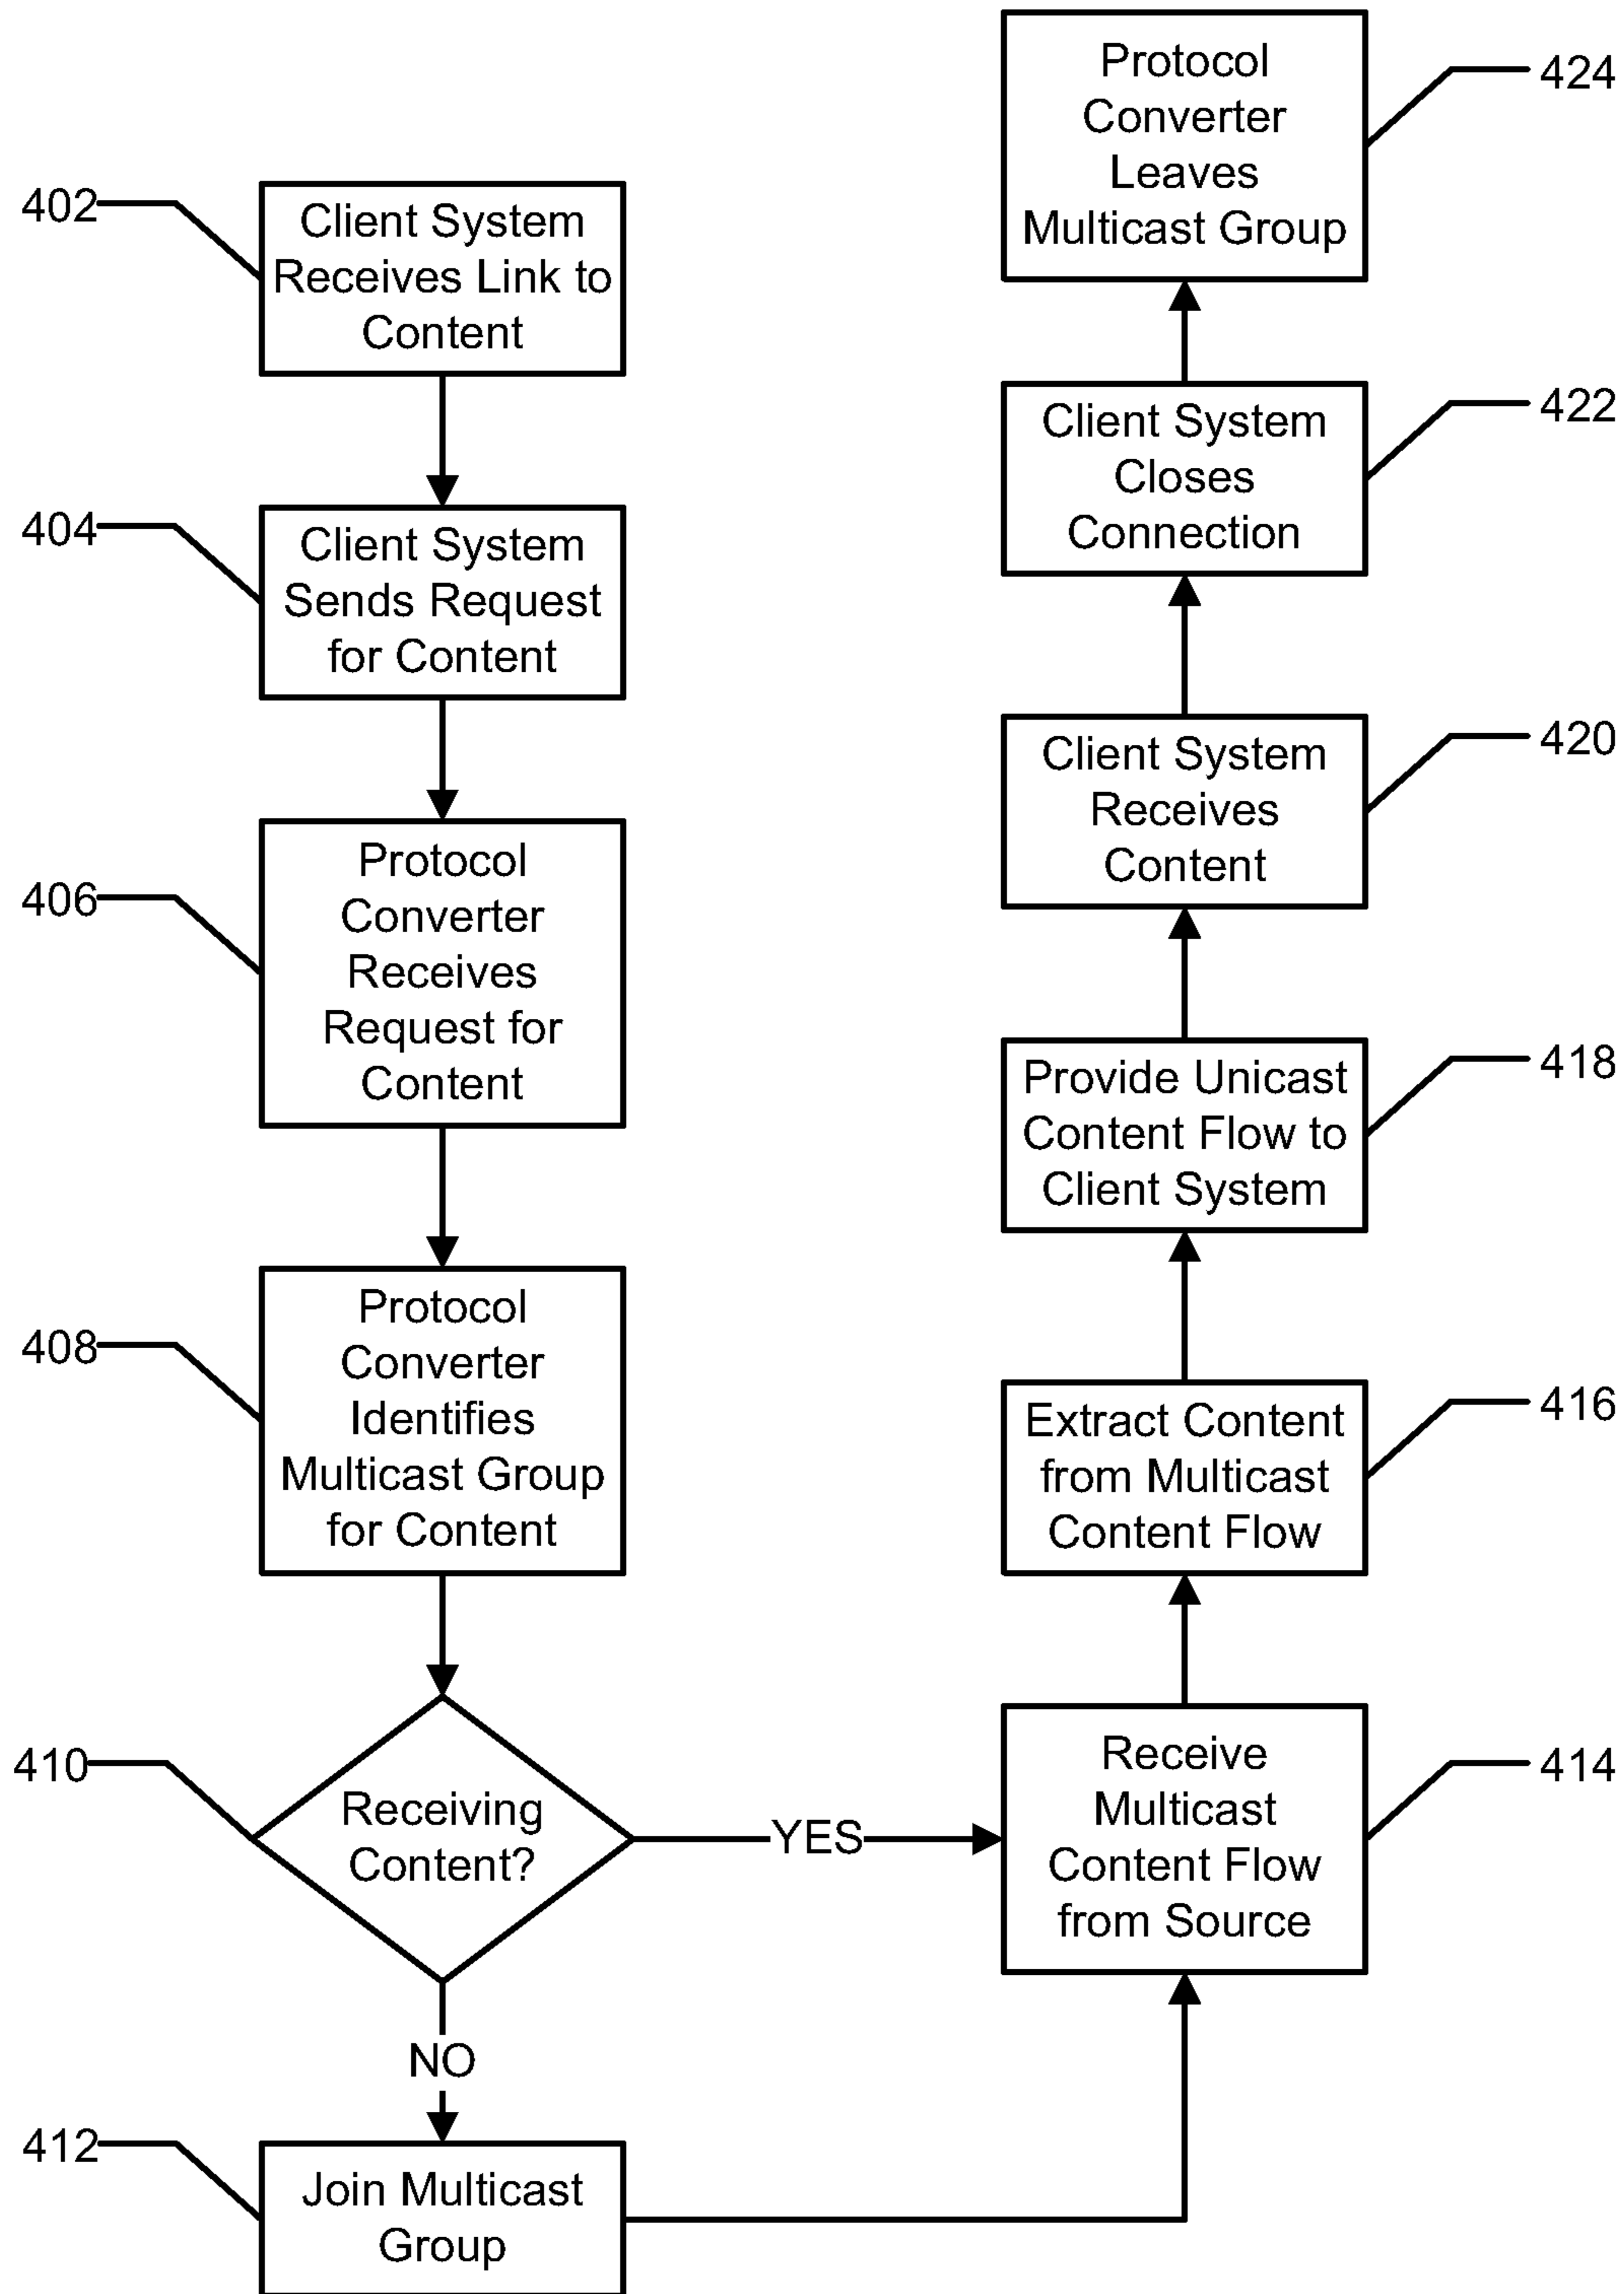 402
Client System
Receives Link to
Content
404
Client System
Sends Request
for Content
406
Protocol
Converter
Receives
Request for
Content
408
Protocol
Converter
Identifies
Multicast Group
for Content
410
Receiving
Content?
YES
NO
412
Join Multicast
Group
Receive
Multicast
Content Flow
from Source
414
Extract Content
from Multicast
Content Flow
416
Provide Unicast
Content Flow to
Client System
418
Client System
Receives
Content
420
Client System
Closes
Connection
422
Protocol
Converter
Leaves
Multicast Group
424